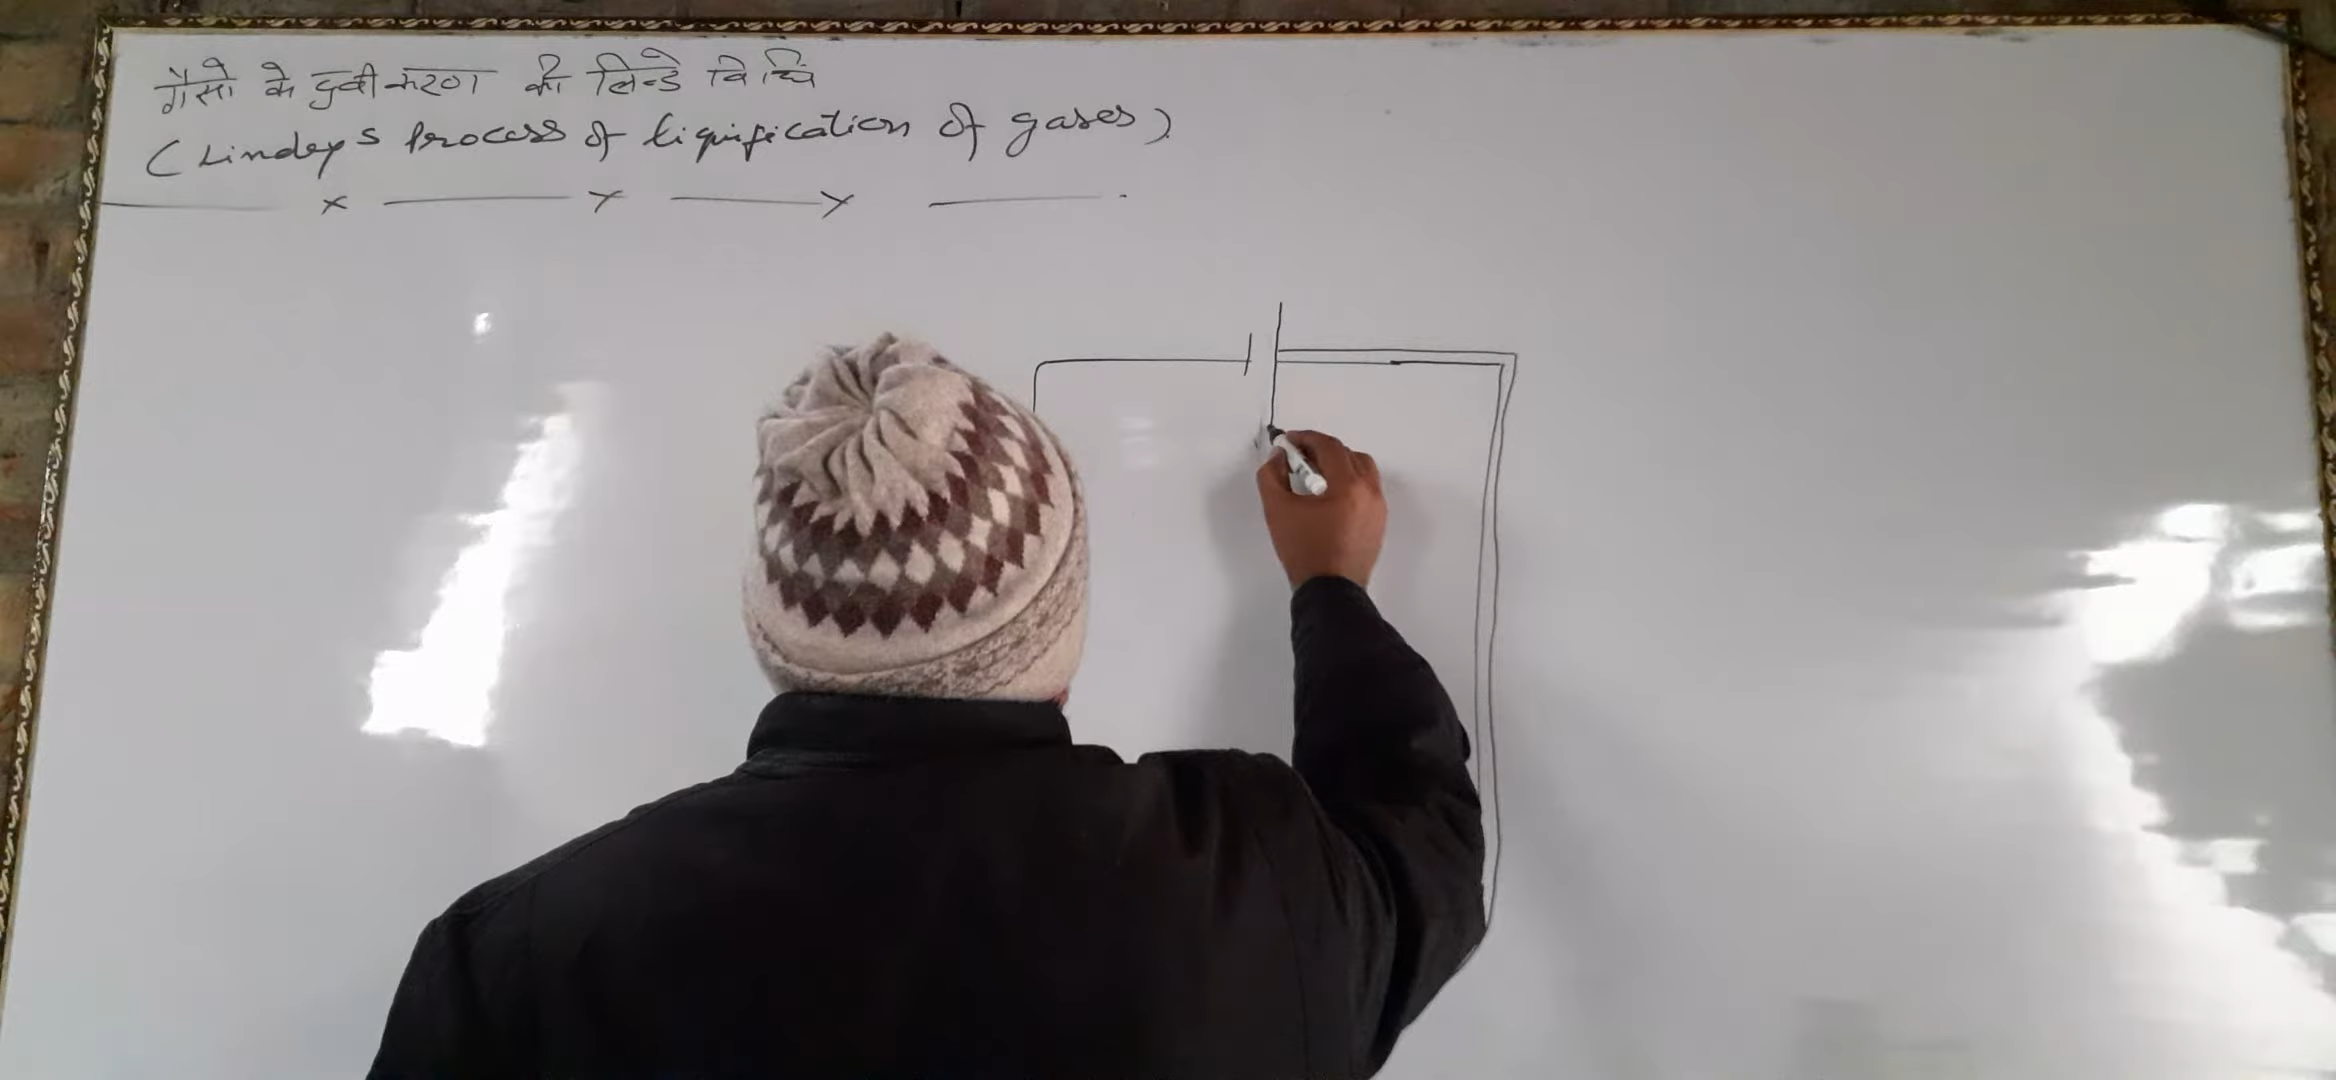 गैसों के द्रवीकरण की लिन्डे विधि
(Lindey's Process of liquification of gases)